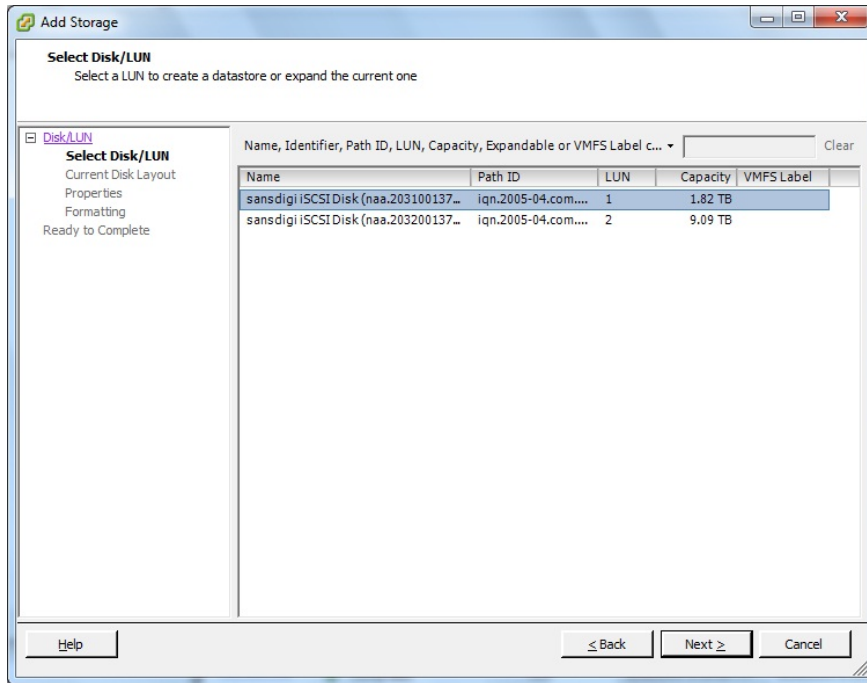 Add Storage
Select Disk/LUN
Select a LUN to create a datastore or expand the current one
Disk/LUN
Select Disk/LUN
Current Disk Layout
Properties
Formatting
Ready to Complete
Name, Identifier, Path ID, LUN, Capacity, Expandable or VMFS Label c... Clear
Name Path ID LUN Capacity VMFS Label
sansdigi iSCSI Disk (naa.203100137... iqn.2005-04.com.... 1 1.82 TB
sansdigi iSCSI Disk (naa.203200137... iqn.2005-04.com.... 2 9.09 TB
Help < Back Next > Cancel